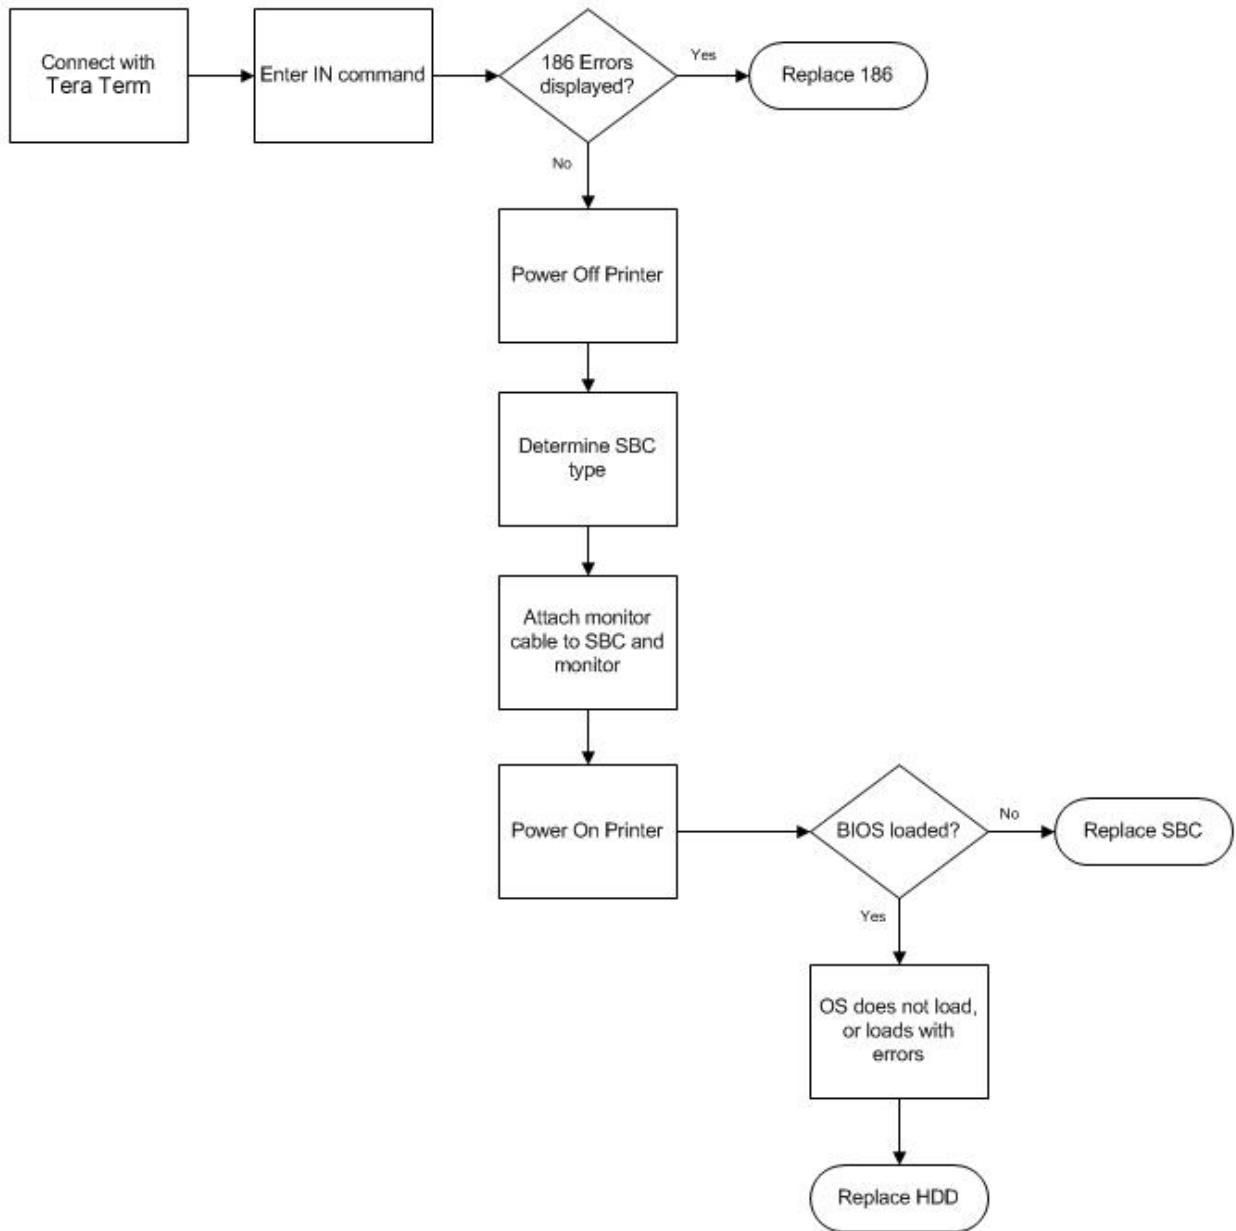 Connect with
Tera Term
Enter IN command
186 Errors
displayed?
Yes
Replace 186
No
Power Off Printer
Determine SBC
type
Attach monitor
cable to SBC and
monitor
Power On Printer
BIOS loaded?
No
Replace SBC
Yes
OS does not load,
or loads with
errors
Replace HDD